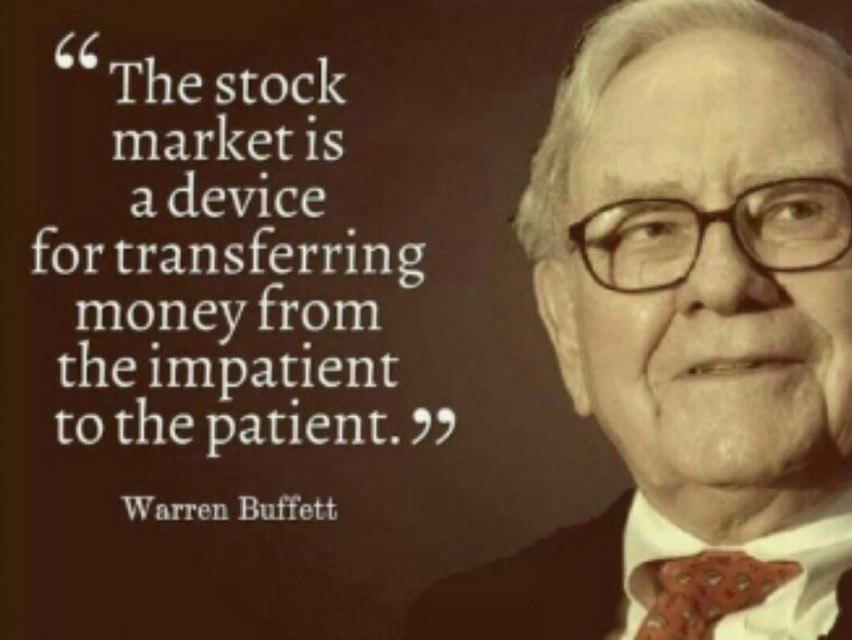 “The stock
market is
a device
for transferring
money from
the impatient
to the patient.”
Warren Buffett